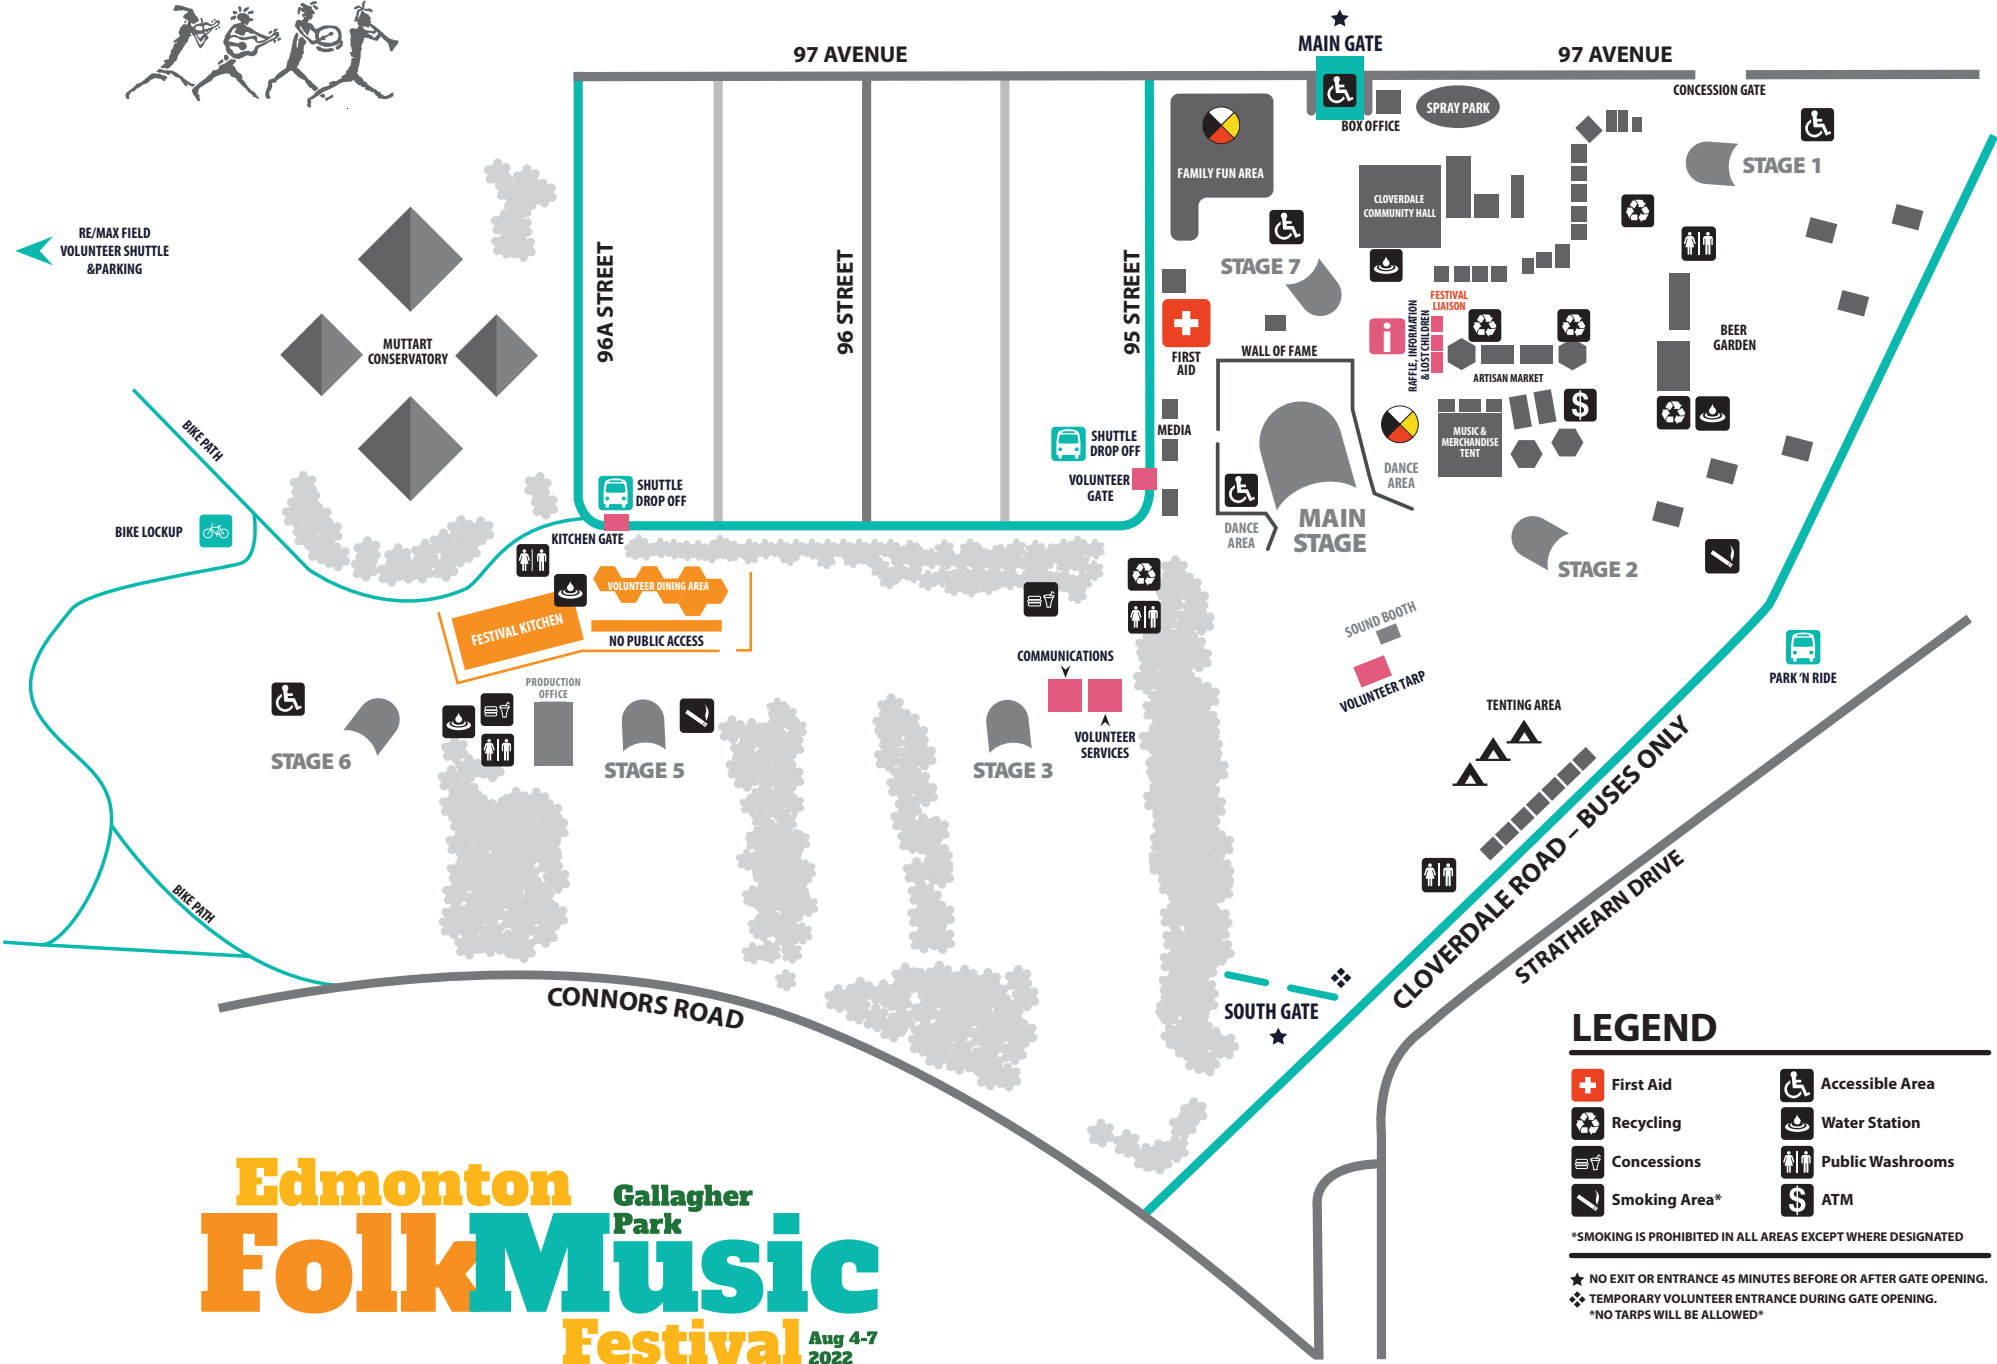 MAIN GATE
97 AVENUE
97 AVENUE
CONCESSION GATE
BOX OFFICE
SPRAY PARK
STAGE 1
FAMILY FUN AREA
CLOVERDALE
COMMUNITY HALL
RE/MAX FIELD
VOLUNTEER SHUTTLE
&PARKING
96A STREET
96 STREET
95 STREET
STAGE 7
FESTIVAL
LIAISON
RAFFLE, INFORMATION
& LOST CHILDREN
i
BEER
GARDEN
MUTTART
CONSERVATORY
FIRST
AID
WALL OF FAME
ARTISAN MARKET
$
BIKE PATH
SHUTTLE
DROP OFF
MEDIA
MUSIC &
MERCHANDISE
TENT
VOLUNTEER
GATE
DANCE
AREA
SHUTTLE
DROP OFF
BIKE LOCKUP
KITCHEN GATE
DANCE
AREA
MAIN
STAGE
STAGE 2
VOLUNTEER DINING AREA
FESTIVAL KITCHEN
NO PUBLIC ACCESS
SOUND BOOTH
COMMUNICATIONS
VOLUNTEER TARP
PARK 'N RIDE
PRODUCTION
OFFICE
TENTING AREA
VOLUNTEER
SERVICES
STAGE 6
STAGE 5
STAGE 3
CLOVERDALE ROAD – BUSES ONLY
STRATHEARN DRIVE
BIKE PATH
CONNORS ROAD
SOUTH GATE
LEGEND
First Aid
Accessible Area
Recycling
Water Station
Concessions
Public Washrooms
Smoking Area*
$ ATM
*SMOKING IS PROHIBITED IN ALL AREAS EXCEPT WHERE DESIGNATED
NO EXIT OR ENTRANCE 45 MINUTES BEFORE OR AFTER GATE OPENING.
TEMPORARY VOLUNTEER ENTRANCE DURING GATE OPENING.
*NO TARPS WILL BE ALLOWED*
Edmonton
Gallagher
Park
FolkMusic
Festival
Aug 4-7
2022